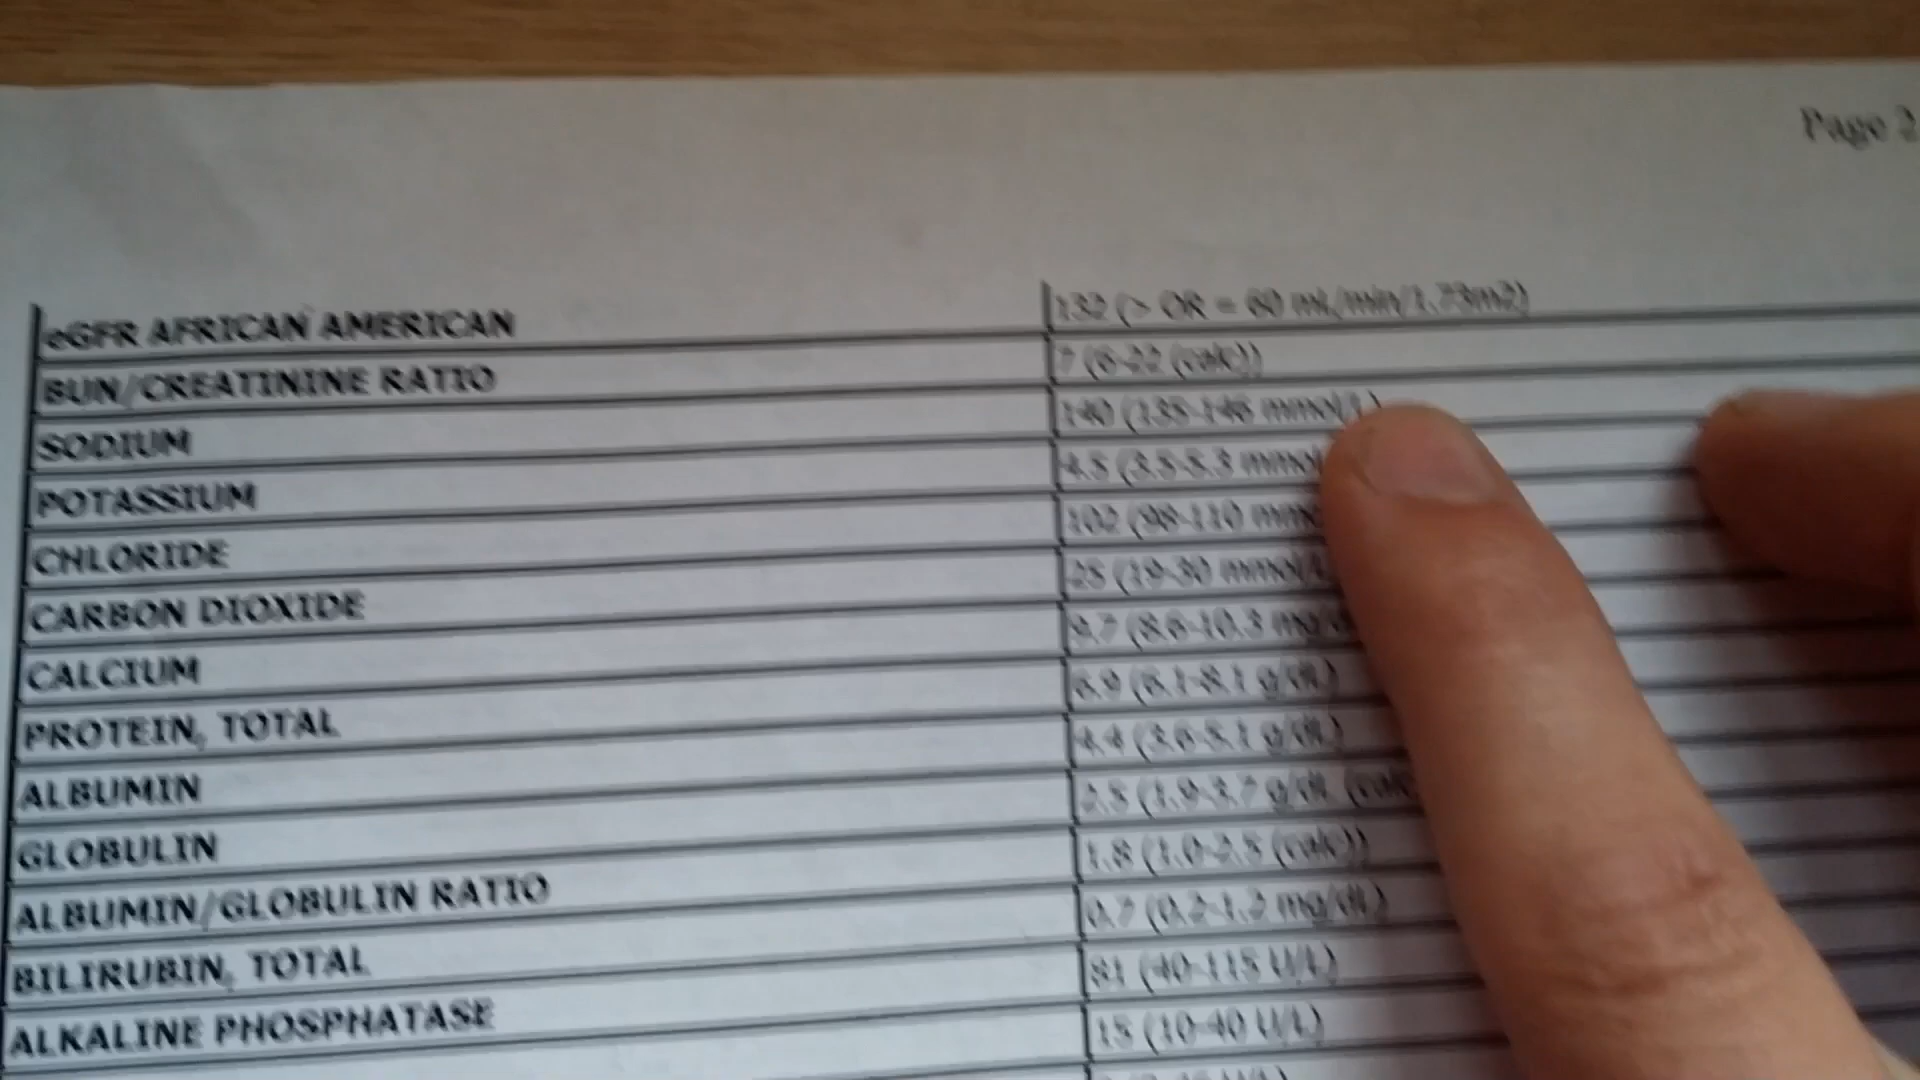 Page 2
eGFR AFRICAN AMERICAN 132 (> OR = 60 mL/min/1.73m2)
BUN/CREATININE RATIO 7 (6-22 (calc))
SODIUM 140 (135-146 mmol/L)
POTASSIUM 4.5 (3.5-5.3 mmol
CHLORIDE 102 (98-110
CARBON DIOXIDE (19-30 mmol/L
CALCIUM 9.7 (8.6-10.3 mg/
PROTEIN, TOTAL 6.9 (6.1-8.1 g/dL)
ALBUMIN 4.4 (3.6-5.1 g/dL)
GLOBULIN 2.5 (1.9-3.7 g/dL (calc
ALBUMIN/GLOBULIN RATIO 1.8 (1.0-2.5 (calc))
BILIRUBIN, TOTAL 0.7 (0.2-1.2 mg/dL)
ALKALINE PHOSPHATASE 81 (40-115 U/L)
15 (10-40 U/L)